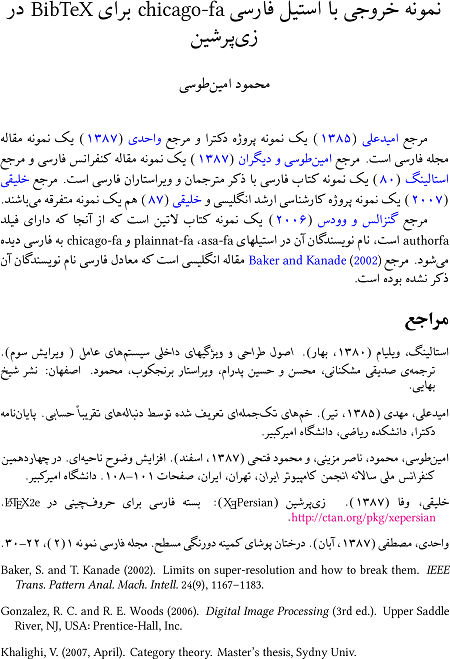 نمونه خروجی با استیل فارسی chicago-fa برای BibTeX در
زی‌پرشین
محمود امین‌طوسی
مرجع امیدعلی (۱۳۸۵) یک نمونه پروژه دکترا و مرجع واحدی (۱۳۸۷) یک نمونه مقاله
مجله فارسی است. مرجع امین‌طوسی و دیگران (۱۳۸۷) یک نمونه مقاله کنفرانس فارسی و مرجع
استالینگ (۸۰) یک نمونه کتاب فارسی با ذکر مترجمان و ویراستاران فارسی است. مرجع خلیقی
(۲۰۰۷) یک نمونه پروژه کارشناسی ارشد انگلیسی و خلیقی (۸۷) هم یک نمونه متفرقه می‌باشند.
مرجع گنزالس و وودس (۲۰۰۶) یک نمونه کتاب لاتین است که از آنجا که دارای فیلد
authorfa است، نام نویسندگان آن در استیلهای asa-fa، plainnat-fa و chicago-fa به فارسی دیده
می‌شود. مرجع Baker and Kanade (2002) مقاله انگلیسی است که معادل فارسی نام نویسندگان آن
ذکر نشده بوده است.
مراجع
استالینگ، ویلیام (۱۳۸۰، بهار). اصول طراحی و ویژگیهای داخلی سیستم‌های عامل ( ویرایش سوم).
ترجمه‌ی صدیقی مشکنانی، محسن و حسین پدرام، ویراستار برنجکوب، محمود. اصفهان: نشر شیخ
بهایی.
امیدعلی، مهدی (۱۳۸۵، تیر). خم‌های تک‌جمله‌ای تعریف شده توسط دنباله‌های تقریباً حسابی. پایان‌نامه
دکترا، دانشکده ریاضی، دانشگاه امیرکبیر.
امین‌طوسی، محمود، ناصر مزینی، و محمود فتحی (۱۳۸۷، اسفند). افزایش وضوح ناحیه‌ای. در چهاردهمین
کنفرانس ملی سالانه انجمن کامپیوتر ایران، تهران، ایران، صفحات ۱۰۱–۱۰۸. دانشگاه امیرکبیر.
خلیقی، وفا (۱۳۸۷). زی‌پرشین (XƎPersian): بسته فارسی برای حروف‌چینی در LATEX2e.
http://ctan.org/pkg/xepersian.
واحدی، مصطفی (۱۳۸۷، آبان). درختان پوشای کمینه دورنگی مسطح. مجله فارسی نمونه ۱(۲)، ۲۲–۳۰.
Baker, S. and T. Kanade (2002). Limits on super-resolution and how to break them. IEEE
Trans. Pattern Anal. Mach. Intell. 24(9), 1167–1183.
Gonzalez, R. C. and R. E. Woods (2006). Digital Image Processing (3rd ed.). Upper Saddle
River, NJ, USA: Prentice-Hall, Inc.
Khalighi, V. (2007, April). Category theory. Master's thesis, Sydny Univ.